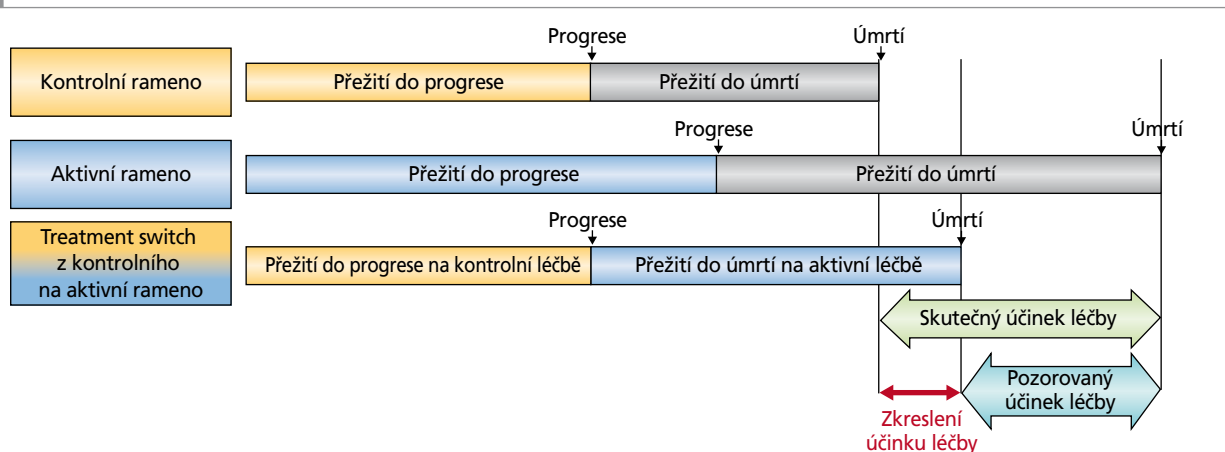 Progrese
Úmrtí
Kontrolní rameno
Přežití do progrese
Přežití do úmrtí
Progrese
Úmrtí
Aktivní rameno
Přežití do progrese
Přežití do úmrtí
Progrese
Úmrtí
Treatment switch
z kontrolního
na aktivní rameno
Přežití do progrese na kontrolní léčbě
Přežití do úmrtí na aktivní léčbě
Skutečný účinek léčby
Pozorovaný
účinek léčby
Zkreslení
účinku léčby